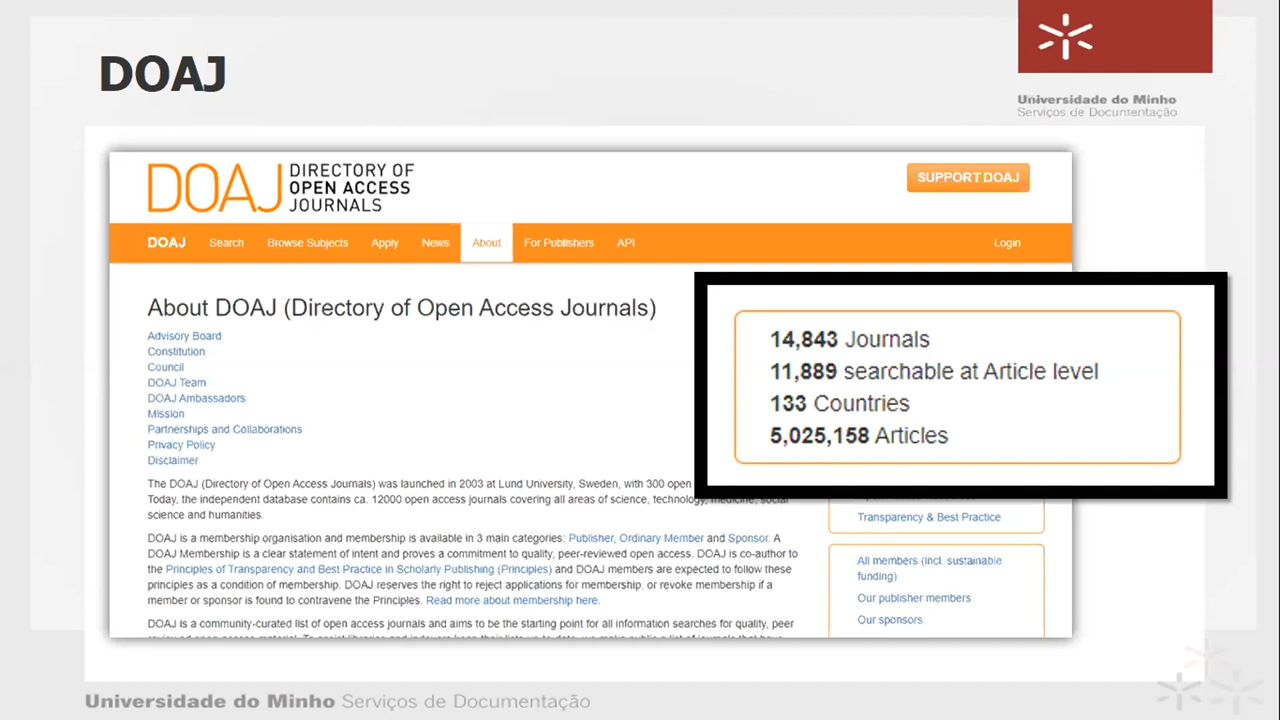 DOAJ
Universidade do Minho
Serviços de Documentação
DOAJ DIRECTORY OF
OPEN ACCESS
JOURNALS
SUPPORT DOAJ
DOAJ Search Browse Subjects Apply News About For Publishers API Login
About DOAJ (Directory of Open Access Journals)
Advisory Board
Constitution
Council
DOAJ Team
DOAJ Ambassadors
Mission
Partnerships and Collaborations
Privacy Policy
Disclaimer
The DOAJ (Directory of Open Access Journals) was launched in 2003 at Lund University, Sweden, with 300 open
Today, the independent database contains ca. 12000 open access journals covering all areas of science, technology, medicine, social
science and humanities.
DOAJ is a membership organisation and membership is available in 3 main categories: Publisher, Ordinary Member and Sponsor. A
DOAJ Membership is a clear statement of intent and proves a commitment to quality, peer-reviewed open access. DOAJ is co-author to
the Principles of Transparency and Best Practice in Scholarly Publishing (Principles) and DOAJ members are expected to follow these
principles as a condition of membership. DOAJ reserves the right to reject applications for membership, or revoke membership if a
member or sponsor is found to contravene the Principles. Read more about membership here.
DOAJ is a community-curated list of open access journals and aims to be the starting point for all information searches for quality, peer
14,843 Journals
11,889 searchable at Article level
133 Countries
5,025,158 Articles
Transparency & Best Practice
All members (incl. sustainable
funding)
Our publisher members
Our sponsors
Universidade do Minho Serviços de Documentação